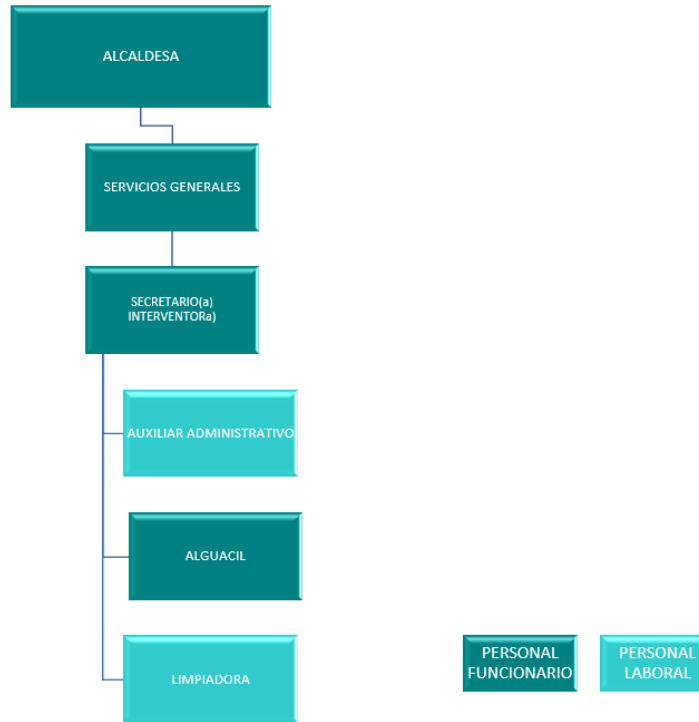 ALCALDESA
SERVICIOS GENERALES
SECRETARIO(a)
INTERVENTORa)
AUXILIAR ADMINISTRATIVO
ALGUACIL
LIMPIADORA
PERSONAL
FUNCIONARIO
PERSONAL
LABORAL